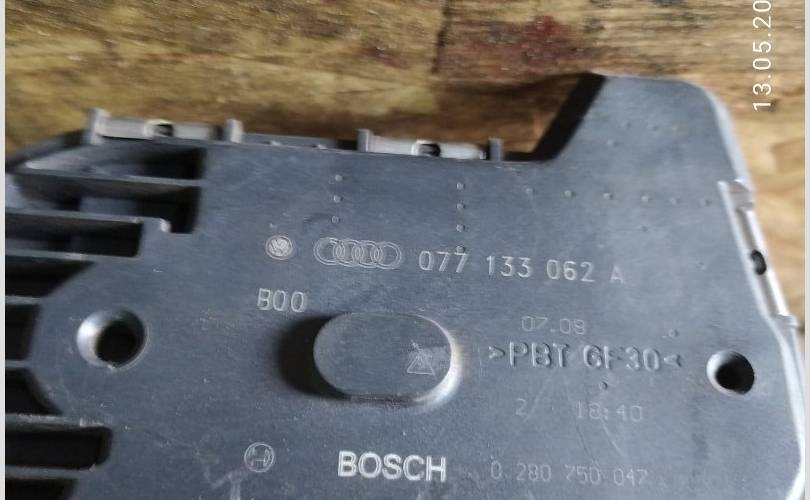 13.05.20
077 133 062 A
B00
07.08
>PBT GF30<
2 18:40
BOSCH 0 280 750 047